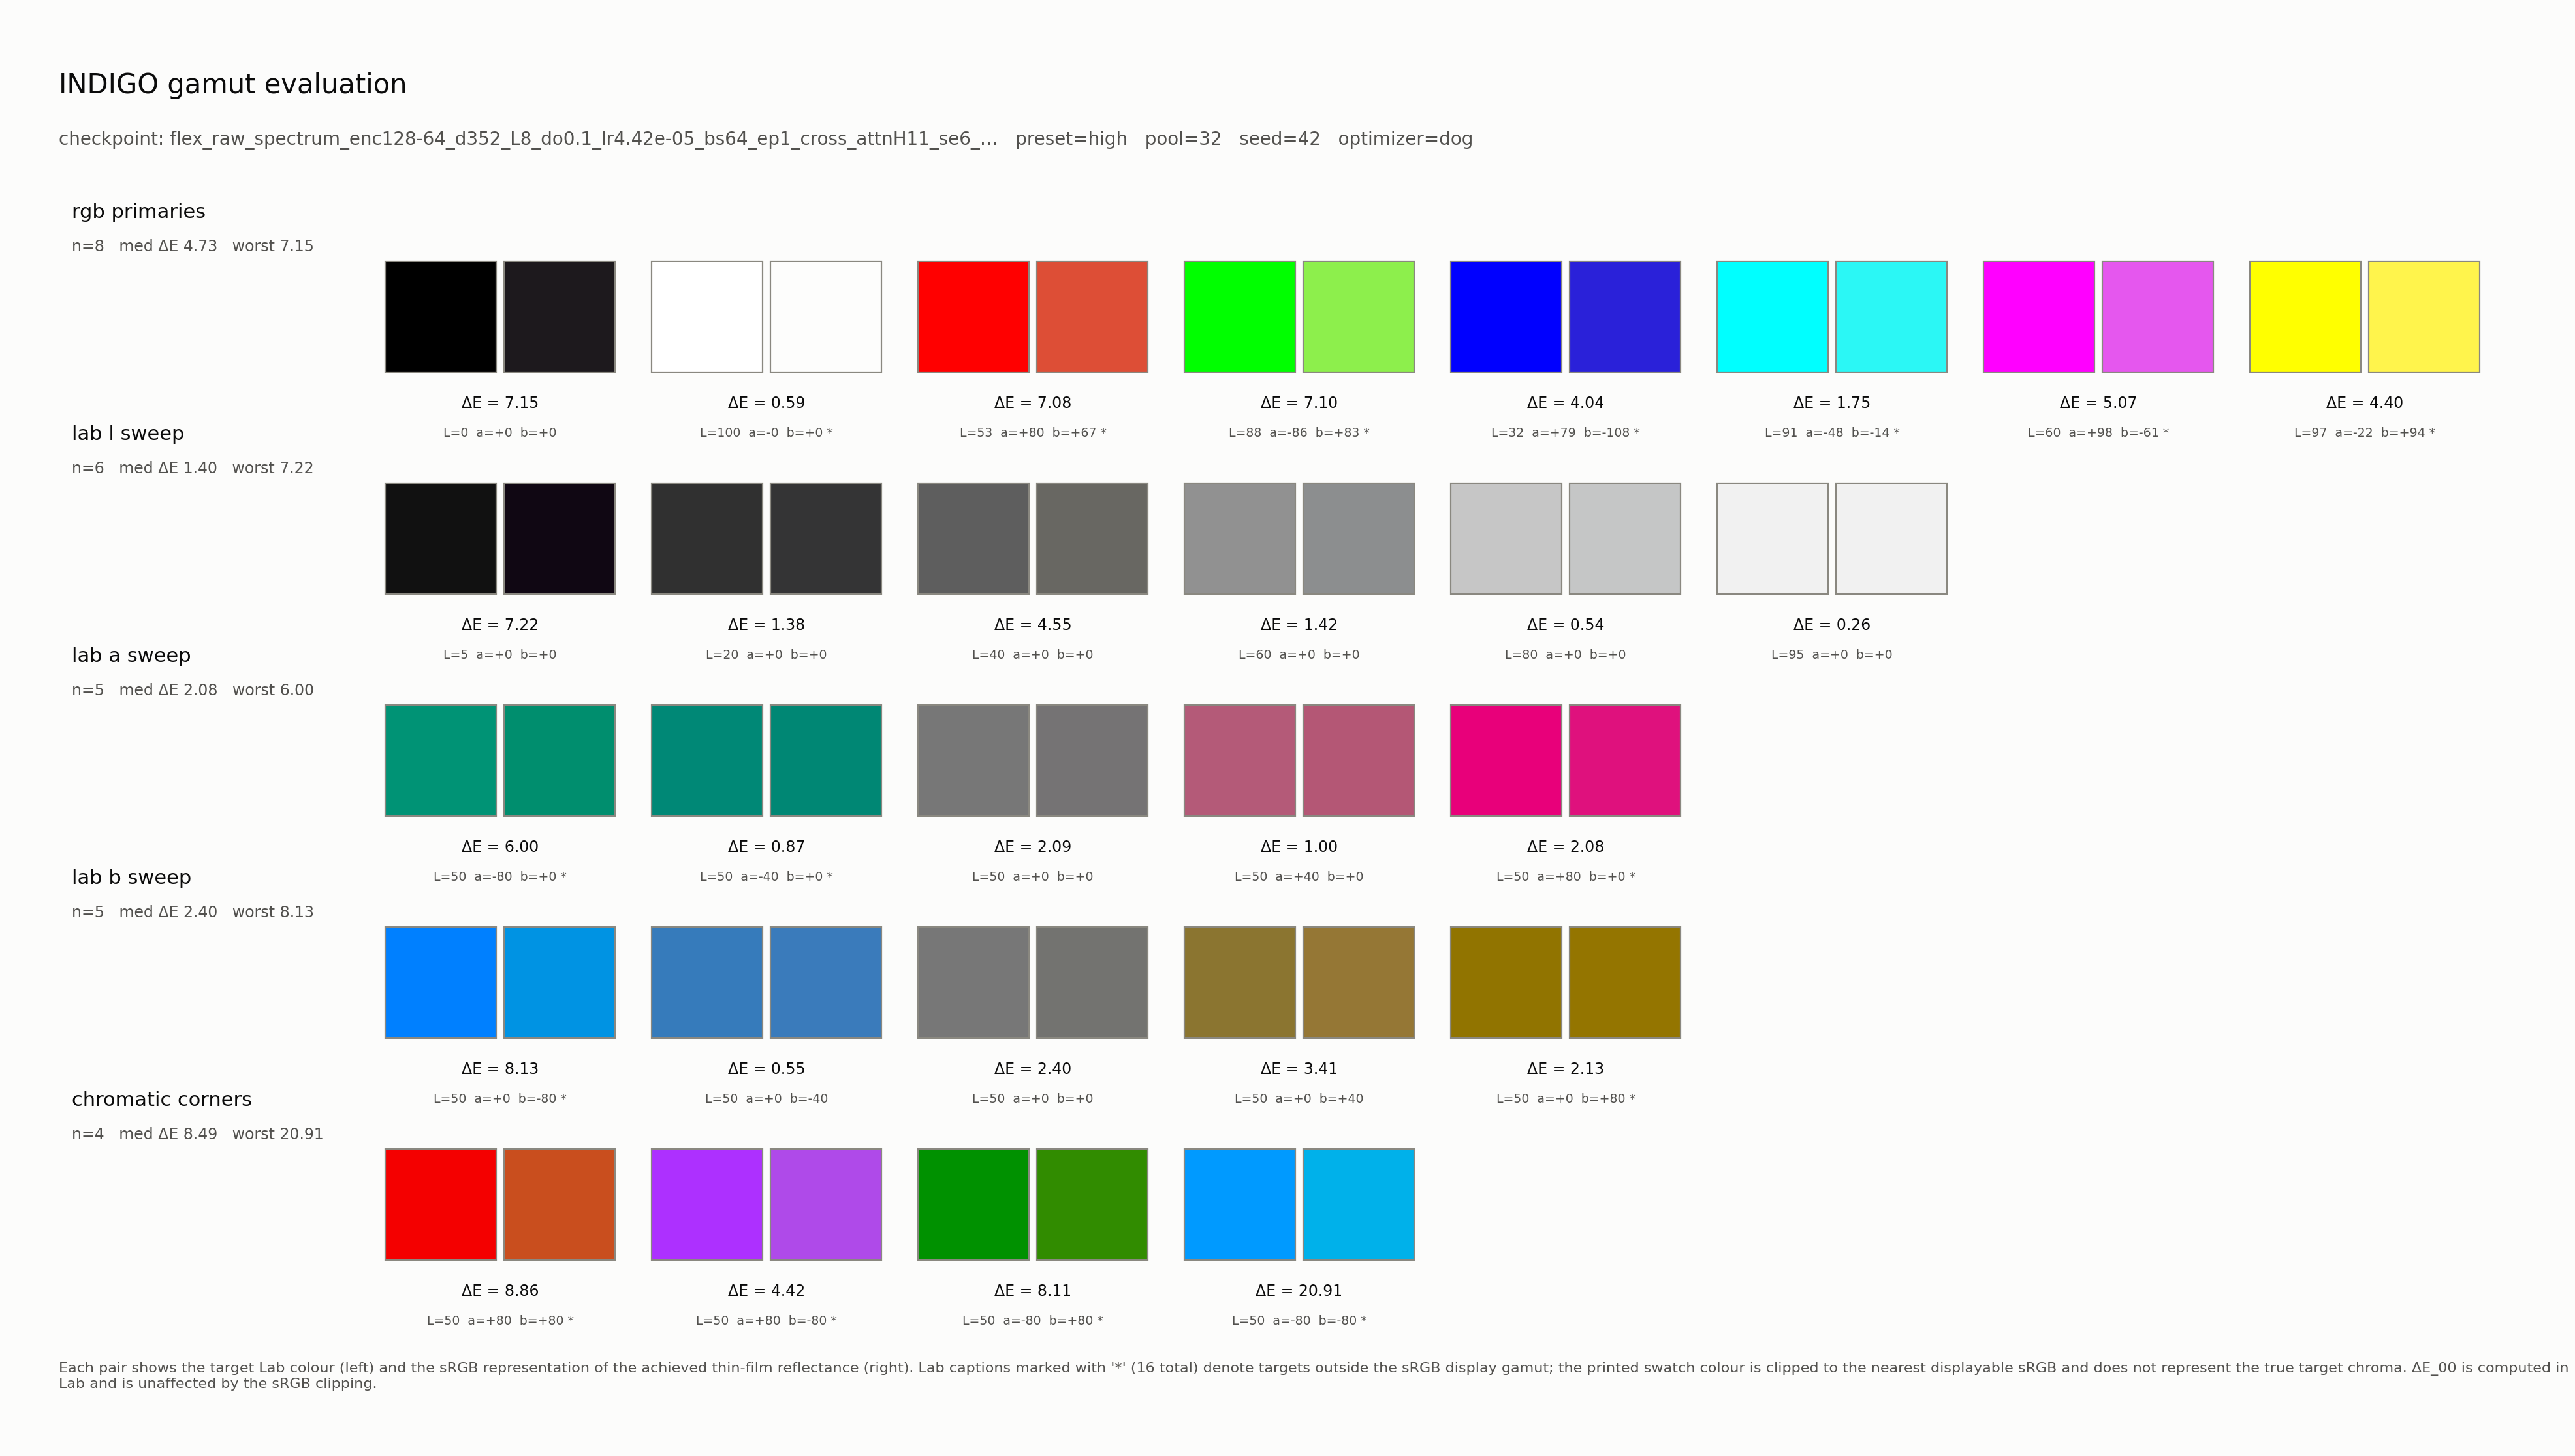 INDIGO gamut evaluation
checkpoint: flex_raw_spectrum_enc128-64_d352_L8_do0.1_lr4.42e-05_bs64_ep1_cross_attnH11_se6_... preset=high pool=32 seed=42 optimizer=dog
rgb primaries
n=8 med ΔE 4.73 worst 7.15
ΔE = 7.15 ΔE = 0.59 ΔE = 7.08 ΔE = 7.10 ΔE = 4.04 ΔE = 1.75 ΔE = 5.07 ΔE = 4.40
L=0 a=+0 b=+0 L=100 a=-0 b=+0 * L=53 a=+80 b=+67 * L=88 a=-86 b=+83 * L=32 a=+79 b=-108 * L=91 a=-48 b=-14 * L=60 a=+98 b=-61 * L=97 a=-22 b=+94 *
lab l sweep
n=6 med ΔE 1.40 worst 7.22
ΔE = 7.22 ΔE = 1.38 ΔE = 4.55 ΔE = 1.42 ΔE = 0.54 ΔE = 0.26
L=5 a=+0 b=+0 L=20 a=+0 b=+0 L=40 a=+0 b=+0 L=60 a=+0 b=+0 L=80 a=+0 b=+0 L=95 a=+0 b=+0
lab a sweep
n=5 med ΔE 2.08 worst 6.00
ΔE = 6.00 ΔE = 0.87 ΔE = 2.09 ΔE = 1.00 ΔE = 2.08
L=50 a=-80 b=+0 * L=50 a=-40 b=+0 * L=50 a=+0 b=+0 L=50 a=+40 b=+0 L=50 a=+80 b=+0 *
lab b sweep
n=5 med ΔE 2.40 worst 8.13
ΔE = 8.13 ΔE = 0.55 ΔE = 2.40 ΔE = 3.41 ΔE = 2.13
L=50 a=+0 b=-80 * L=50 a=+0 b=-40 L=50 a=+0 b=+0 L=50 a=+0 b=+40 L=50 a=+0 b=+80 *
chromatic corners
n=4 med ΔE 8.49 worst 20.91
ΔE = 8.86 ΔE = 4.42 ΔE = 8.11 ΔE = 20.91
L=50 a=+80 b=+80 * L=50 a=+80 b=-80 * L=50 a=-80 b=+80 * L=50 a=-80 b=-80 *
Each pair shows the target Lab colour (left) and the sRGB representation of the achieved thin-film reflectance (right). Lab captions marked with '*' (16 total) denote targets outside the sRGB display gamut; the printed swatch colour is clipped to the nearest displayable sRGB and does not represent the true target chroma. ΔE_00 is computed in
Lab and is unaffected by the sRGB clipping.